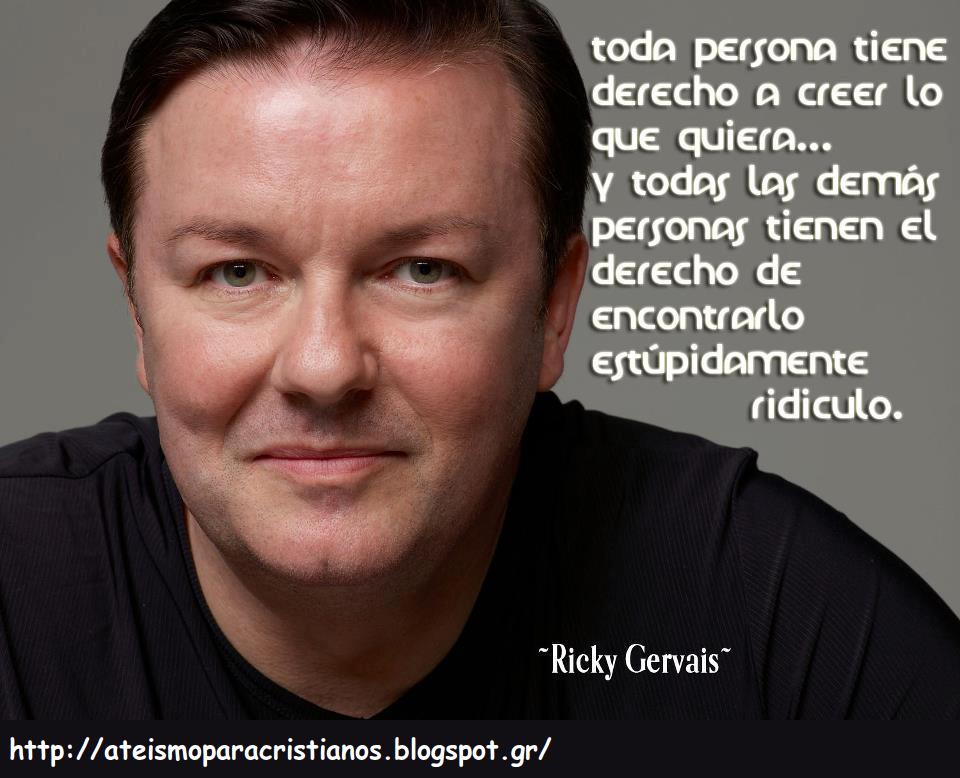 toda persona tiene
derecho a creer lo
que quiera...
y todas las demás
personas tienen el
derecho de
encontrarlo
estúpidamente
ridiculo.
~Ricky Gervais~
http://ateismoparacristianos.blogspot.gr/